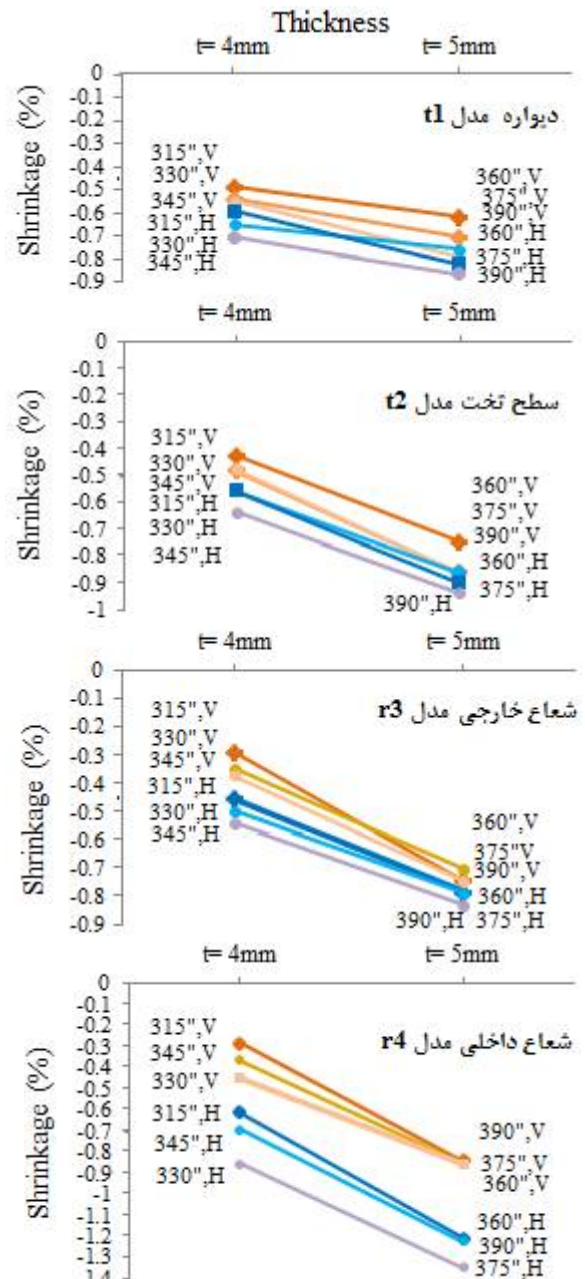 Thickness
t= 4mm t= 5mm
Shrinkage (%)
0
-0.1
-0.2
-0.3
-0.4
-0.5
-0.6
-0.7
-0.8
-0.9
دیواره مدل t1
315",V
330",V
345",V
315",H
330",H
345",H
360",V
375",V
390",V
360",H
375",H
390",H
t= 4mm t= 5mm
Shrinkage (%)
0
-0.1
-0.2
-0.3
-0.4
-0.5
-0.6
-0.7
-0.8
-0.9
-1
سطح تخت مدل t2
315",V
330",V
345",V
315",H
330",H
345",H
360",V
375",V
390",V
360",H
375",H
390",H
t= 4mm t= 5mm
Shrinkage (%)
0
-0.1
-0.2
-0.3
-0.4
-0.5
-0.6
-0.7
-0.8
-0.9
شعاع خارجی مدل r3
315",V
330",V
345",V
315",H
330",H
345",H
360",V
375"V
390",V
360",H
390",H 375",H
t= 4mm t= 5mm
Shrinkage (%)
0
-0.1
-0.2
-0.3
-0.4
-0.5
-0.6
-0.7
-0.8
-0.9
-1
-1.1
-1.2
-1.3
-1.4
شعاع داخلی مدل r4
315",V
345",V
330",V
315",H
345",H
330",H
390",V
375",V
360",V
360",H
390",H
375",H